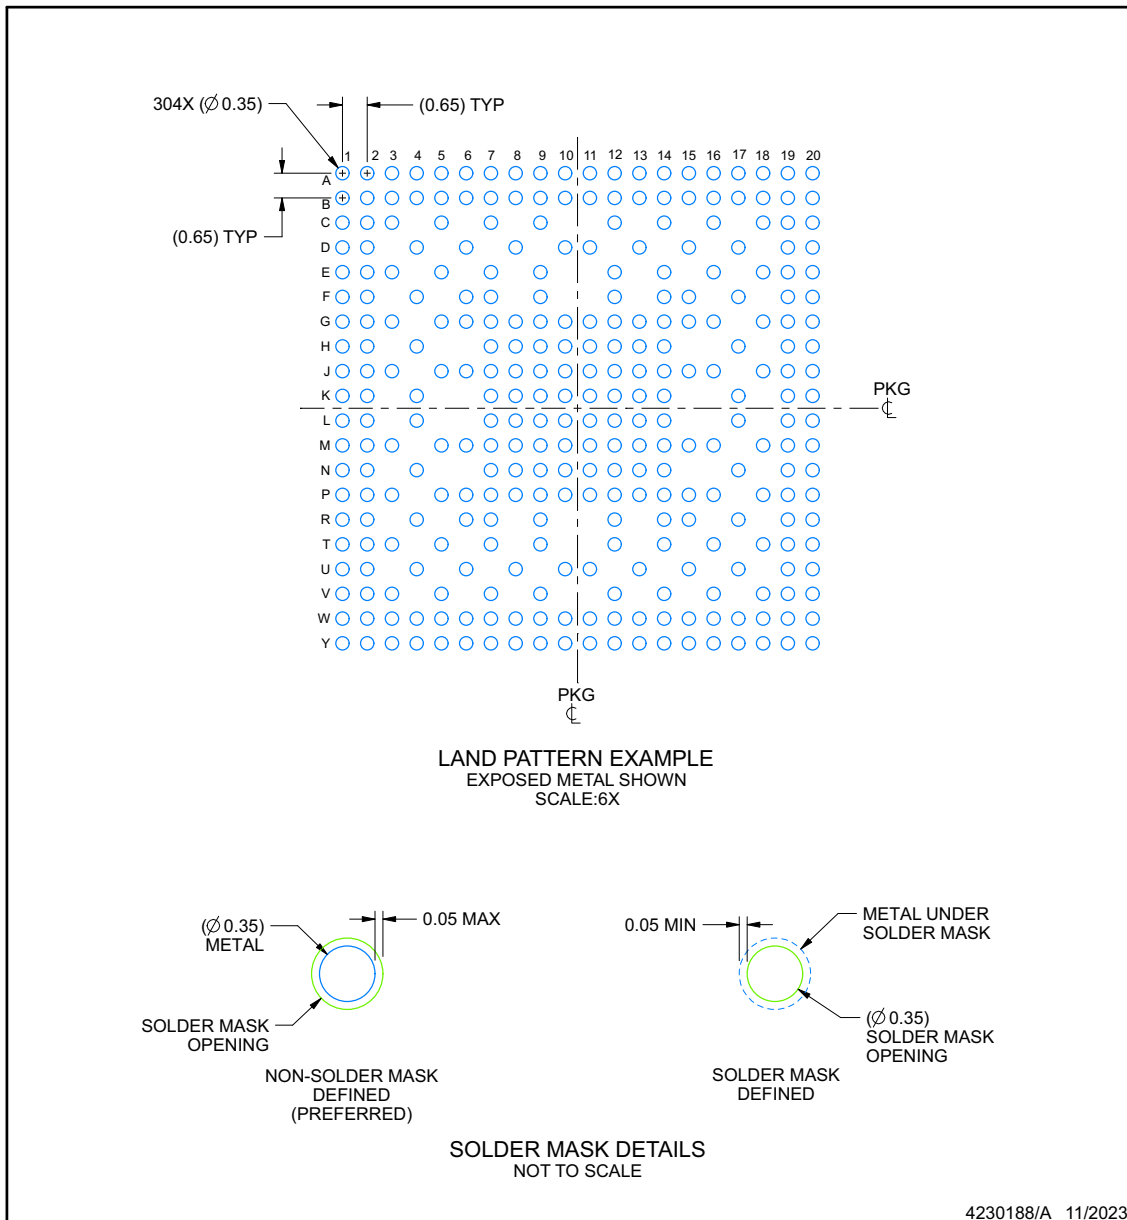 304X (∅ 0.35)
(0.65) TYP
1 2 3 4 5 6 7 8 9 10 11 12 13 14 15 16 17 18 19 20
A
B
(0.65) TYP
C
D
E
F
G
H
J
K
PKG
℄
L
M
N
P
R
T
U
V
W
Y
PKG
℄
LAND PATTERN EXAMPLE
EXPOSED METAL SHOWN
SCALE:6X
(∅ 0.35)
METAL
0.05 MAX
SOLDER MASK
OPENING
NON-SOLDER MASK
DEFINED
(PREFERRED)
0.05 MIN
METAL UNDER
SOLDER MASK
(∅ 0.35)
SOLDER MASK
OPENING
SOLDER MASK
DEFINED
SOLDER MASK DETAILS
NOT TO SCALE
4230188/A 11/2023